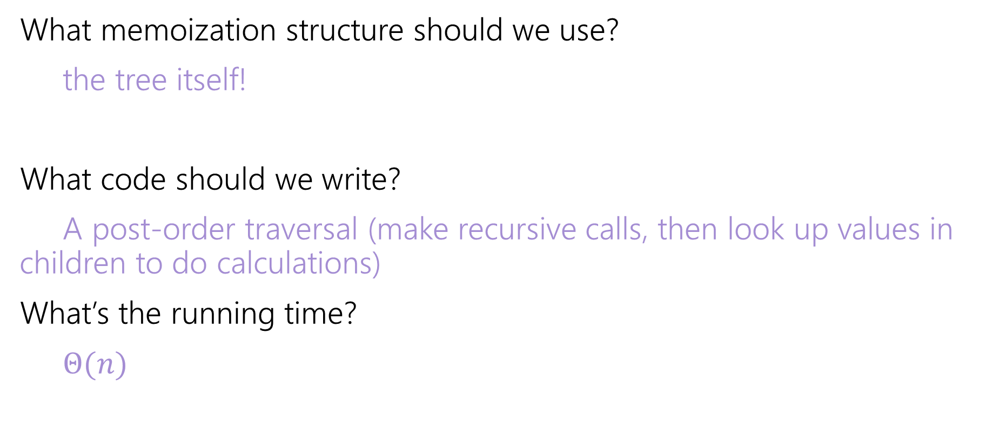 What memoization structure should we use?
the tree itself!
What code should we write?
A post-order traversal (make recursive calls, then look up values in
children to do calculations)
What’s the running time?
Θ(𝑛)